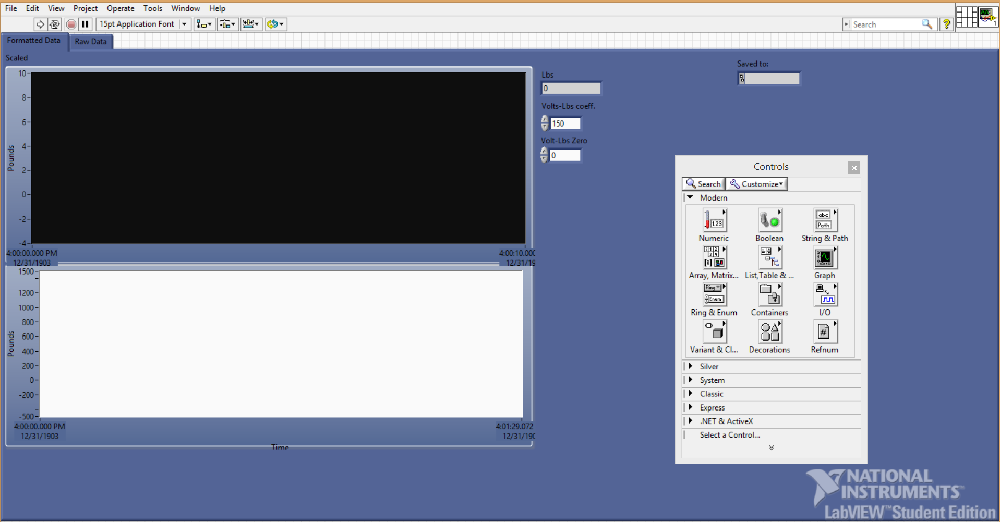 File Edit View Project Operate Tools Window Help
15pt Application Font
Search
?
1
Formatted Data
Raw Data
Scaled
Pounds
10
8
6
4
2
0
-2
-4
4:00:00.000 PM
12/31/1903
4:00:10.000
12/31/19
Pounds
1500
1200
1000
800
600
400
200
0
-200
-500
4:00:00.000 PM
12/31/1903
4:01:29.072
12/31/190
Time
Lbs
0
Volts-Lbs coeff.
150
Volt-Lbs Zero
0
Saved to:
Controls
Search
Customize
Modern
1.23
abc
Path
Numeric
Boolean
String & Path
Array, Matrix...
List,Table & ...
Graph
Ring
Enum
Ring & Enum
Containers
I/O
#
Variant & Cl...
Decorations
Refnum
Silver
System
Classic
Express
.NET & ActiveX
Select a Control...
NATIONAL
INSTRUMENTS™
LabVIEW™ Student Edition